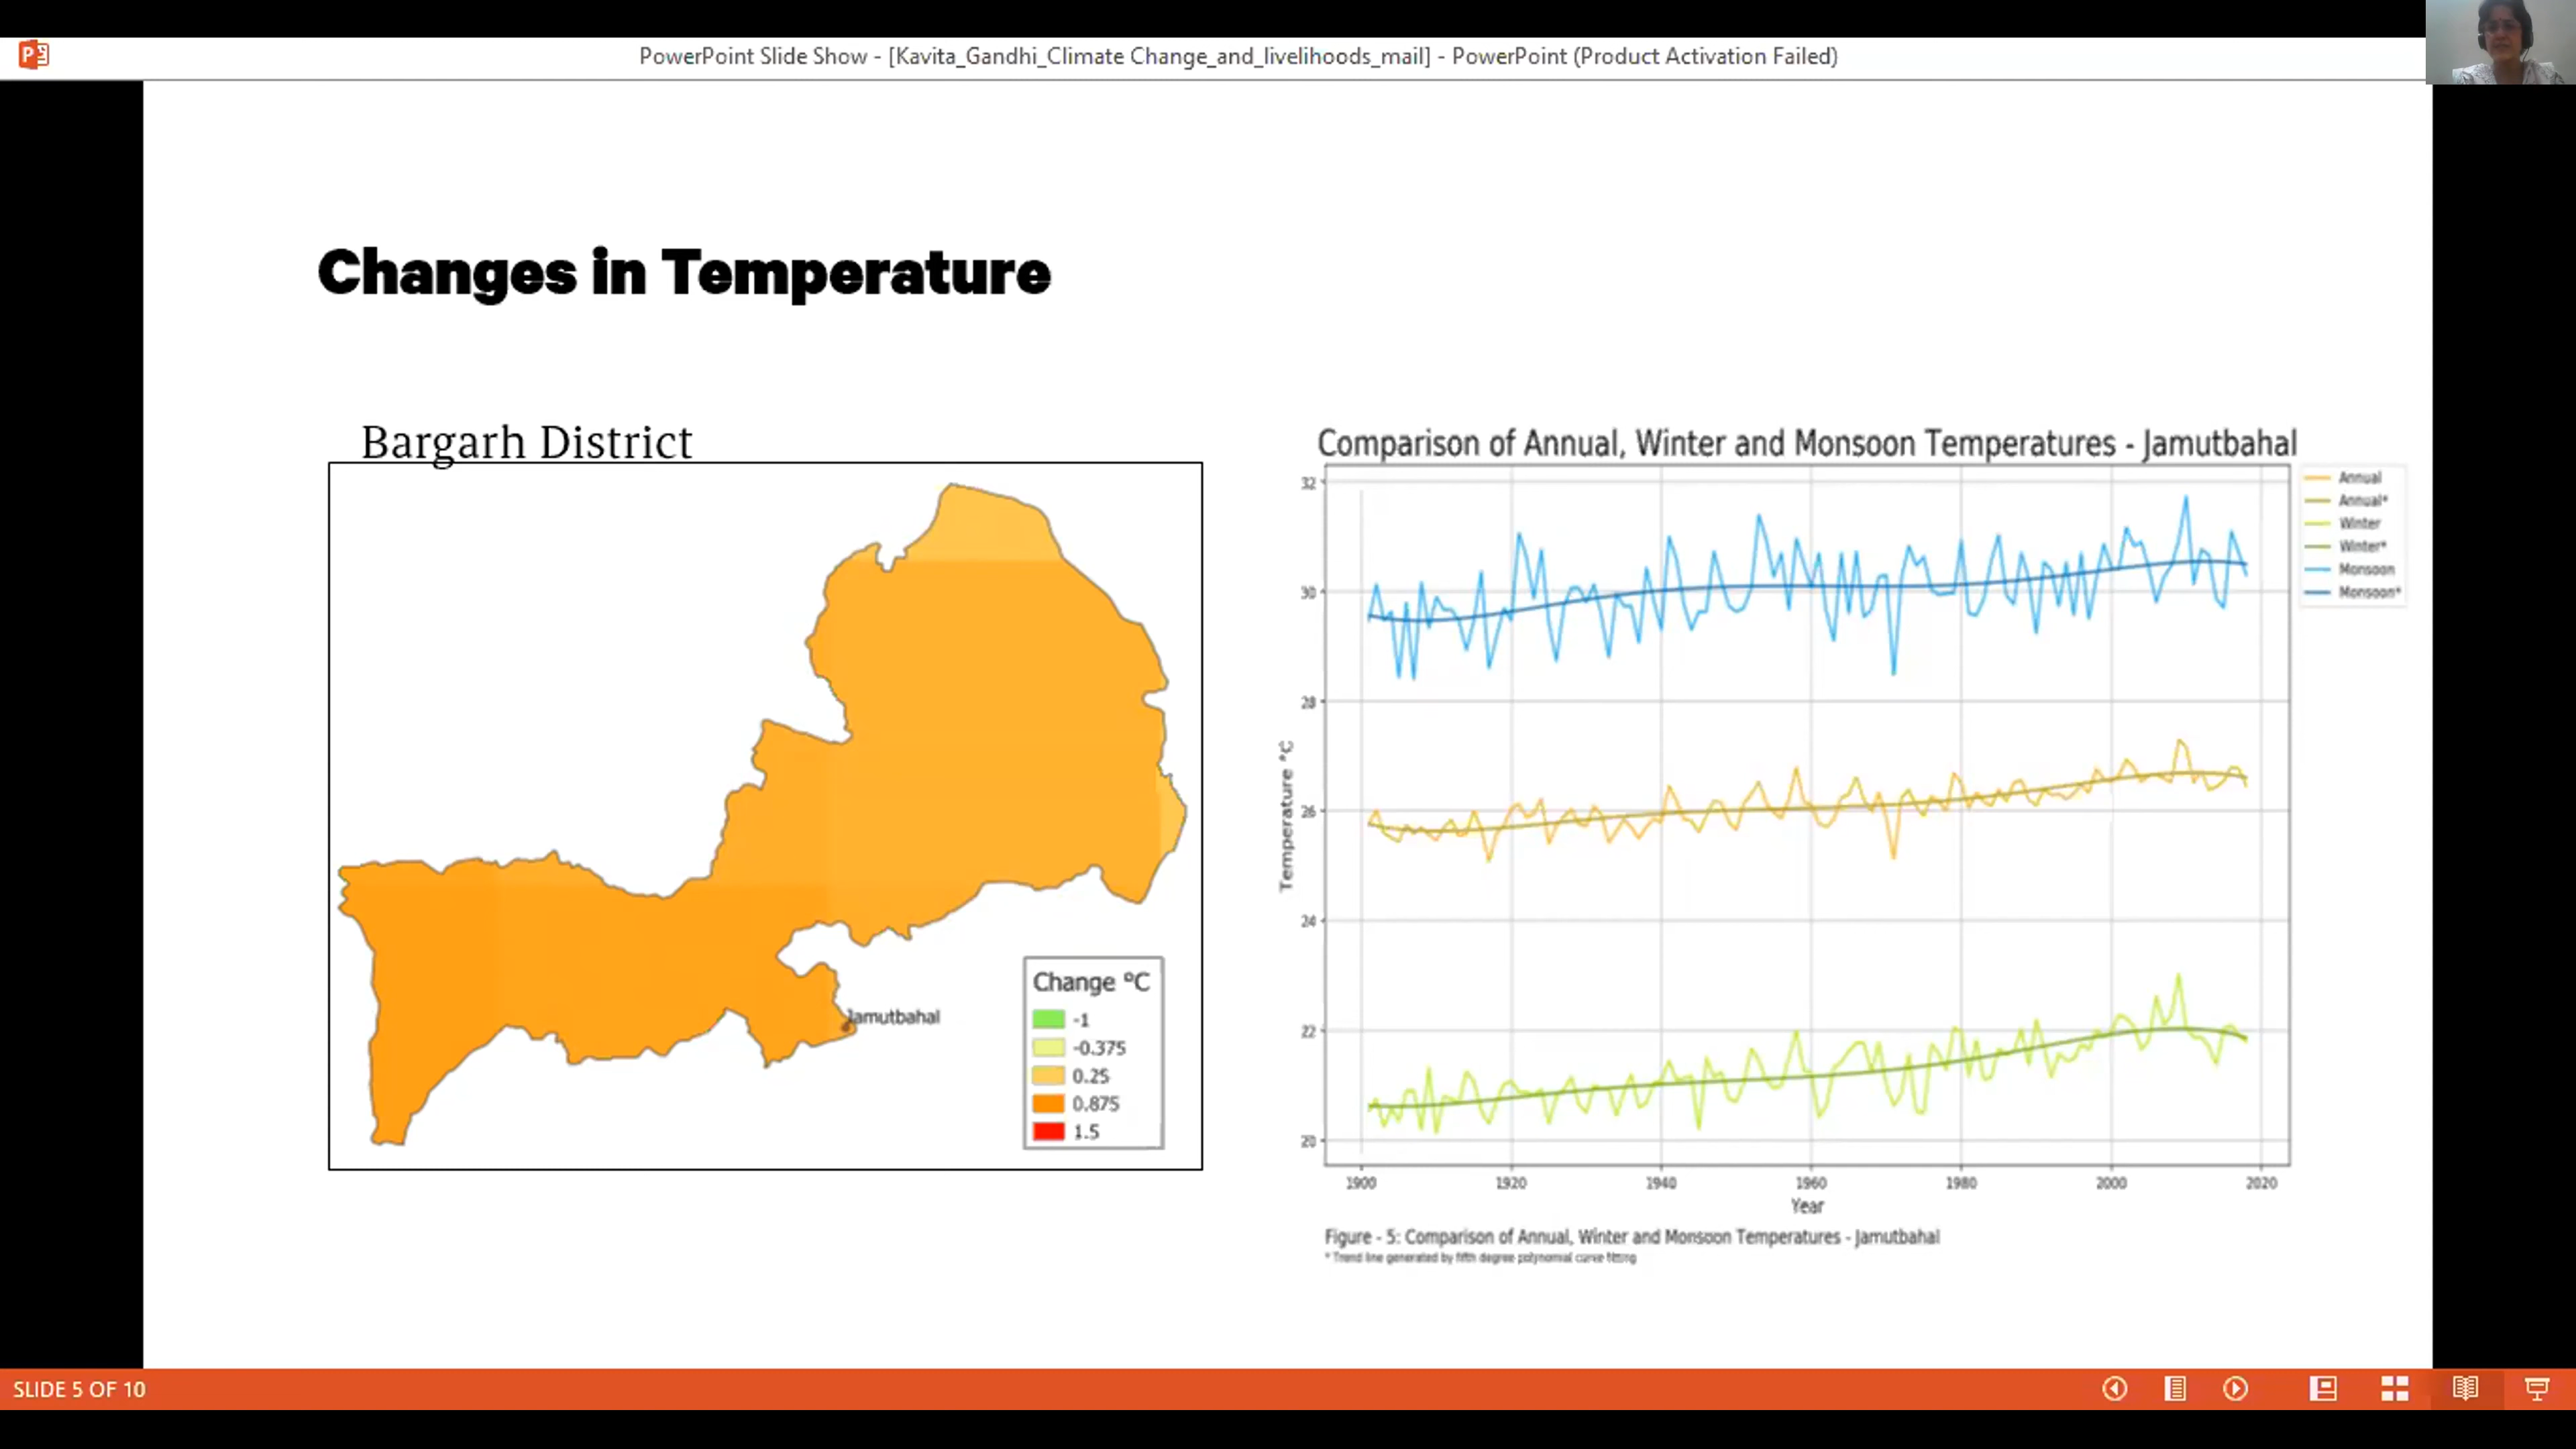 PowerPoint Slide Show - [Kavita_Gandhi_Climate Change_and_livelihoods_mail] - PowerPoint (Product Activation Failed)
Changes in Temperature
Bargarh District
Jamutbahal
Change °C
-1
-0.375
0.25
0.875
1.5
Comparison of Annual, Winter and Monsoon Temperatures - Jamutbahal
Annual
Annual*
Winter
Winter*
Monsoon
Monsoon*
32
30
28
26
24
22
20
Temperature °C
1900 1920 1940 1960 1980 2000 2020
Year
Figure - 5: Comparison of Annual, Winter and Monsoon Temperatures - Jamutbahal
* Trend line generated by fifth degree polynomial curve fitting
SLIDE 5 OF 10